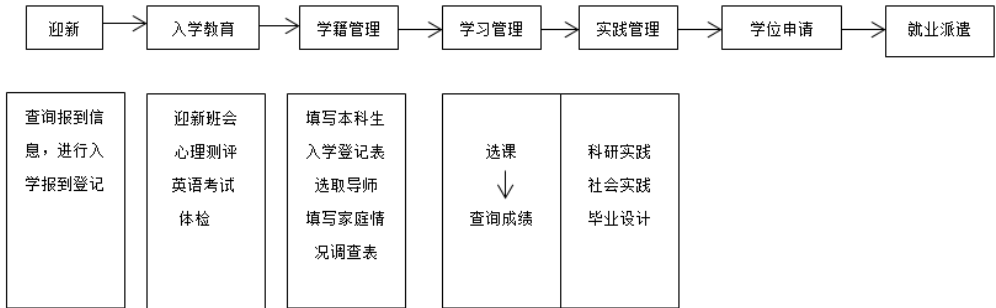 迎新
入学教育
学籍管理
学习管理
实践管理
学位申请
就业派遣
查询报到信
息，进行入
学报到登记
迎新班会
心理测评
英语考试
体检
填写本科生
入学登记表
选取导师
填写家庭情
况调查表
选课
查询成绩
科研实践
社会实践
毕业设计